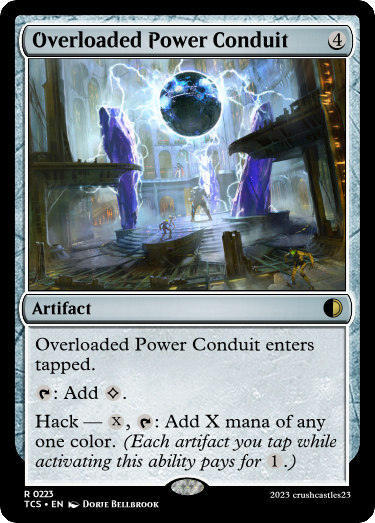 Overloaded Power Conduit 4
Artifact
Overloaded Power Conduit enters
tapped.
: Add .
Hack — X, : Add X mana of any
one color. (Each artifact you tap while
activating this ability pays for 1.)
R 0223
TCS • EN DORIE BELLBROOK
2023 crushcastles23